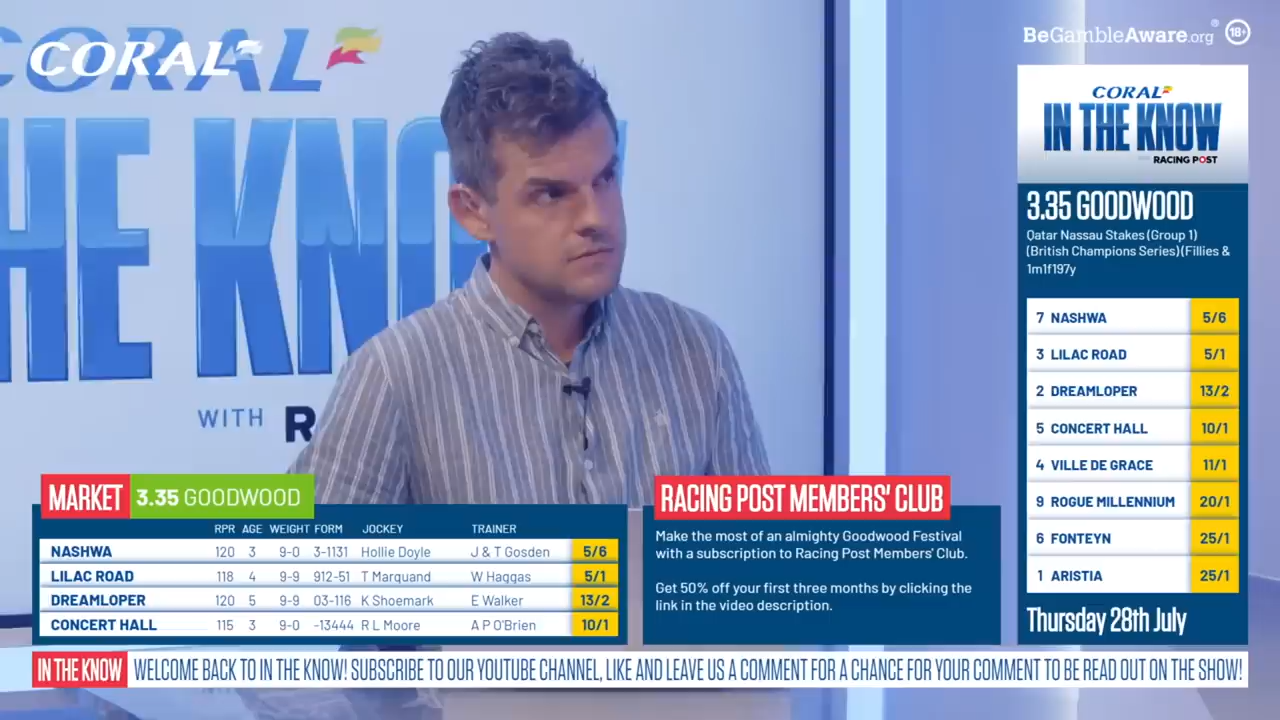 CORAL
CORAL
THE KNOW
WITH R
BeGambleAware.org® 18+
CORAL
IN THE KNOW
RACING POST
3.35 GOODWOOD
Qatar Nassau Stakes (Group 1)
(British Champions Series) (Fillies &
1m1f197y
7 NASHWA 5/6
3 LILAC ROAD 5/1
2 DREAMLOPER 13/2
5 CONCERT HALL 10/1
4 VILLE DE GRACE 11/1
9 ROGUE MILLENNIUM 20/1
6 FONTEYN 25/1
1 ARISTIA 25/1
Thursday 28th July
MARKET 3.35 GOODWOOD
RPR AGE WEIGHT FORM JOCKEY TRAINER
NASHWA 120 3 9-0 3-1131 Hollie Doyle J & T Gosden 5/6
LILAC ROAD 118 4 9-9 912-51 T Marquand W Haggas 5/1
DREAMLOPER 120 5 9-9 03-116 K Shoemark E Walker 13/2
CONCERT HALL 115 3 9-0 -13444 R L Moore A P O'Brien 10/1
RACING POST MEMBERS' CLUB
Make the most of an almighty Goodwood Festival
with a subscription to Racing Post Members' Club.
Get 50% off your first three months by clicking the
link in the video description.
IN THE KNOW WELCOME BACK TO IN THE KNOW! SUBSCRIBE TO OUR YOUTUBE CHANNEL, LIKE AND LEAVE US A COMMENT FOR A CHANCE FOR YOUR COMMENT TO BE READ OUT ON THE SHOW!